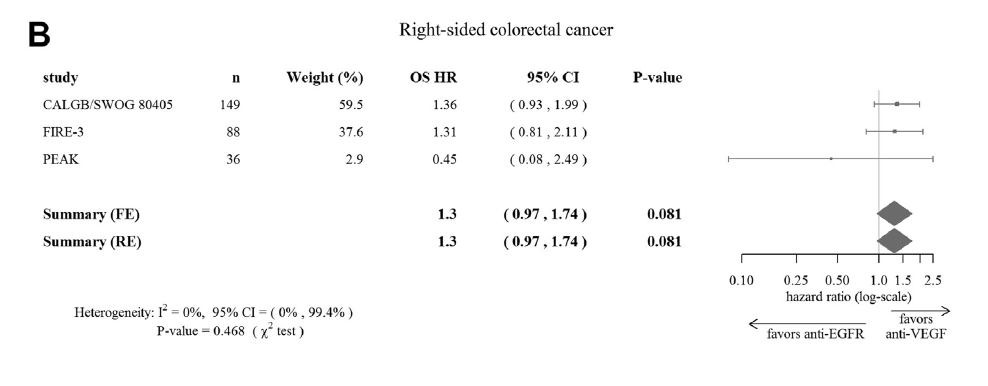 B
Right-sided colorectal cancer
study n Weight (%) OS HR 95% CI P-value
CALGB/SWOG 80405 149 59.5 1.36 ( 0.93 , 1.99 )
FIRE-3 88 37.6 1.31 ( 0.81 , 2.11 )
PEAK 36 2.9 0.45 ( 0.08 , 2.49 )
Summary (FE) 1.3 ( 0.97 , 1.74 ) 0.081
Summary (RE) 1.3 ( 0.97 , 1.74 ) 0.081
0.10 0.25 0.50 1.0 1.5 2.5
hazard ratio (log-scale)
favors anti-EGFR
favors
anti-VEGF
Heterogeneity: I² = 0%, 95% CI = ( 0% , 99.4% )
P-value = 0.468 ( χ² test )